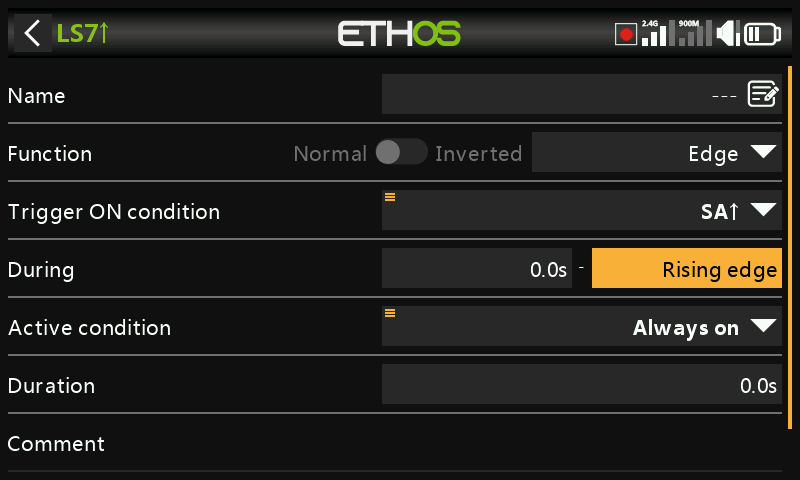 LS7↑ ETHOS 2.4G 900M
Name ---
Function Normal Inverted Edge
Trigger ON condition SA↑
During 0.0s - Rising edge
Active condition Always on
Duration 0.0s
Comment